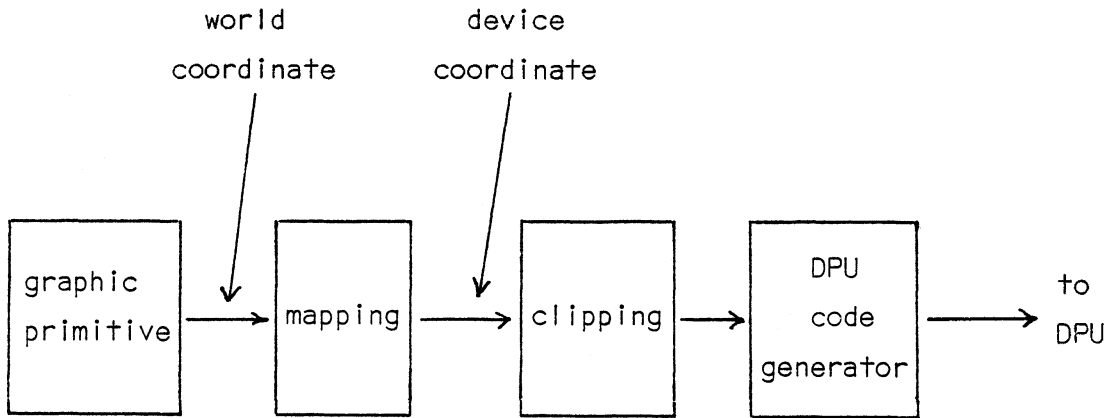 world
coordinate
device
coordinate
graphic
primitive
mapping
clipping
DPU
code
generator
to
DPU